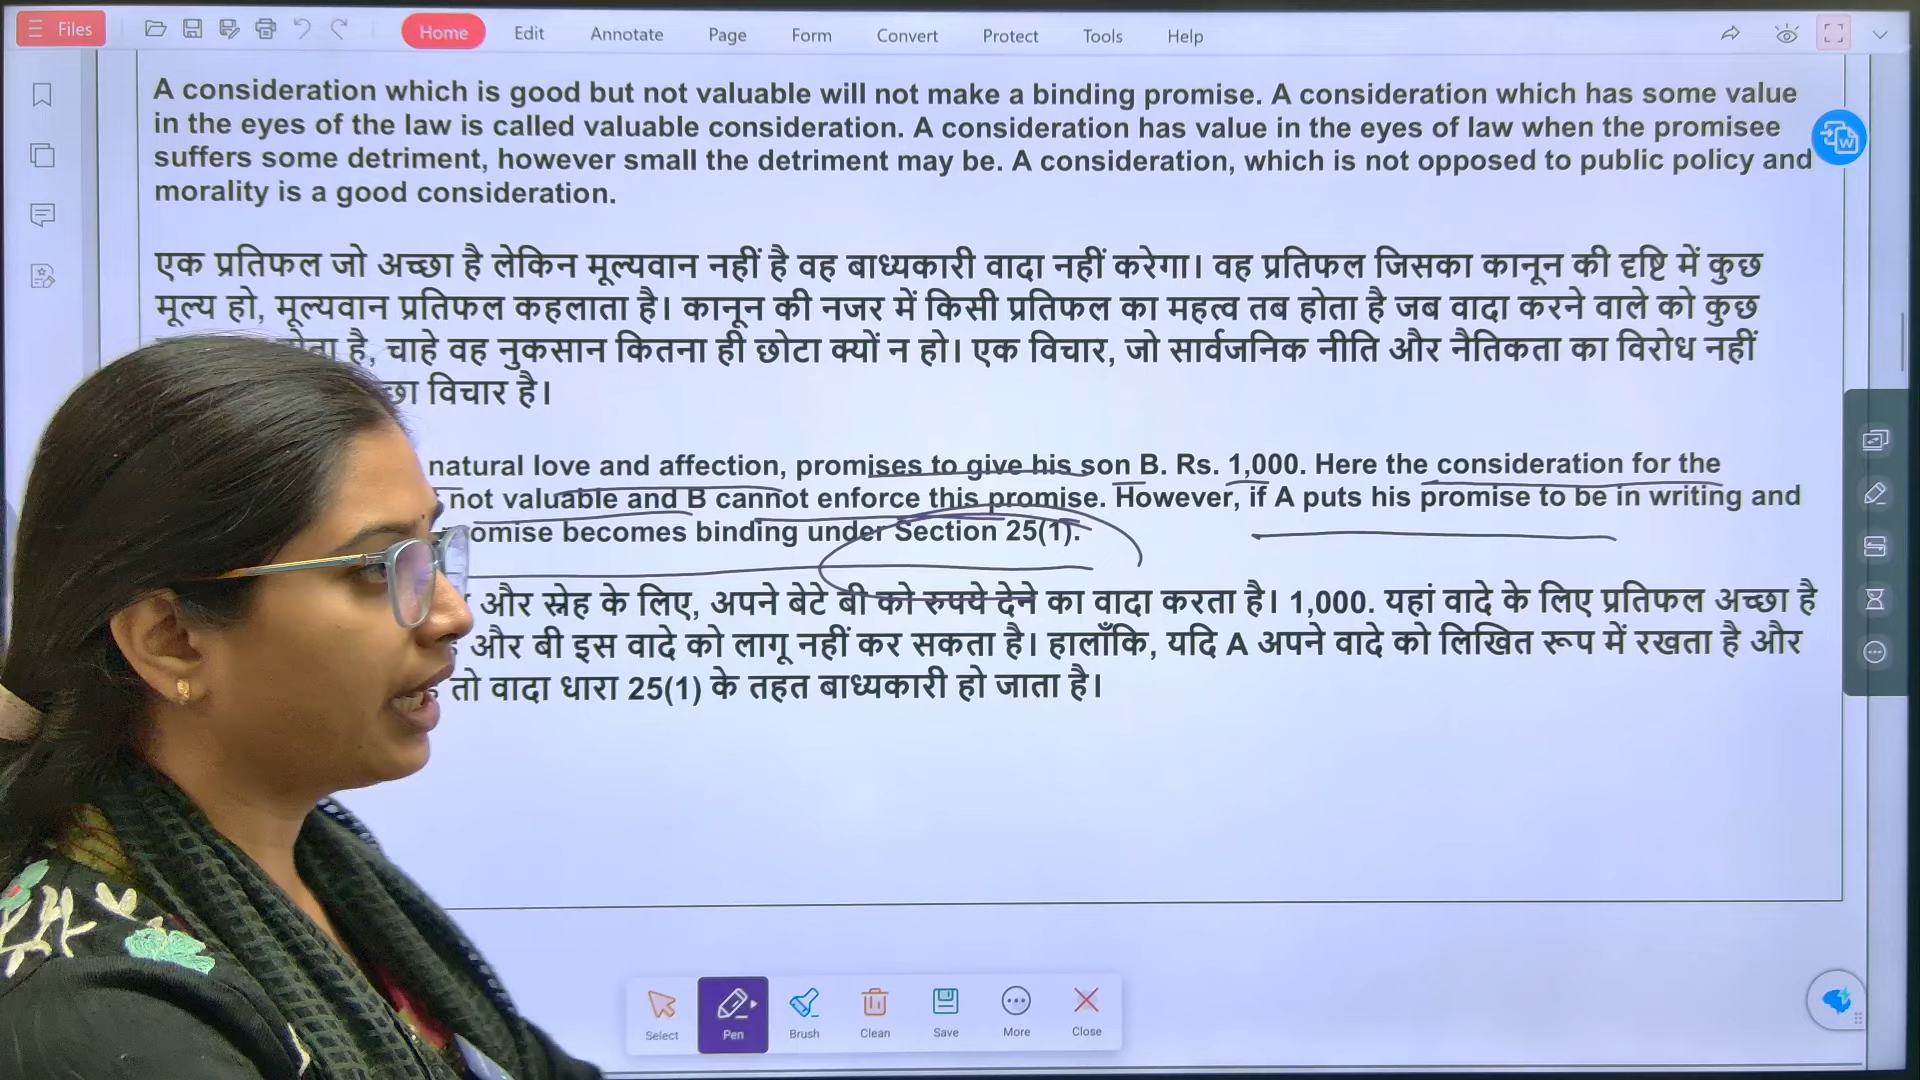 Files Home Edit Annotate Page Form Convert Protect Tools Help
A consideration which is good but not valuable will not make a binding promise. A consideration which has some value
in the eyes of the law is called valuable consideration. A consideration has value in the eyes of law when the promisee
suffers some detriment, however small the detriment may be. A consideration, which is not opposed to public policy and
morality is a good consideration.
एक प्रतिफल जो अच्छा है लेकिन मूल्यवान नहीं है वह बाध्यकारी वादा नहीं करेगा। वह प्रतिफल जिसका कानून की दृष्टि में कुछ
मूल्य हो, मूल्यवान प्रतिफल कहलाता है। कानून की नजर में किसी प्रतिफल का महत्व तब होता है जब वादा करने वाले को कुछ
है, चाहे वह नुकसान कितना ही छोटा क्यों न हो। एक विचार, जो सार्वजनिक नीति और नैतिकता का विरोध नहीं
विचार है।
natural love and affection, promises to give his son B. Rs. 1,000. Here the consideration for the
not valuable and B cannot enforce this promise. However, if A puts his promise to be in writing and
becomes binding under Section 25(1).
और स्नेह के लिए, अपने बेटे बी को रुपये देने का वादा करता है। 1,000. यहां वादे के लिए प्रतिफल अच्छा है
और बी इस वादे को लागू नहीं कर सकता है। हालाँकि, यदि A अपने वादे को लिखित रूप में रखता है और
तो वादा धारा 25(1) के तहत बाध्यकारी हो जाता है।
Select Pen Brush Clean Save More Close